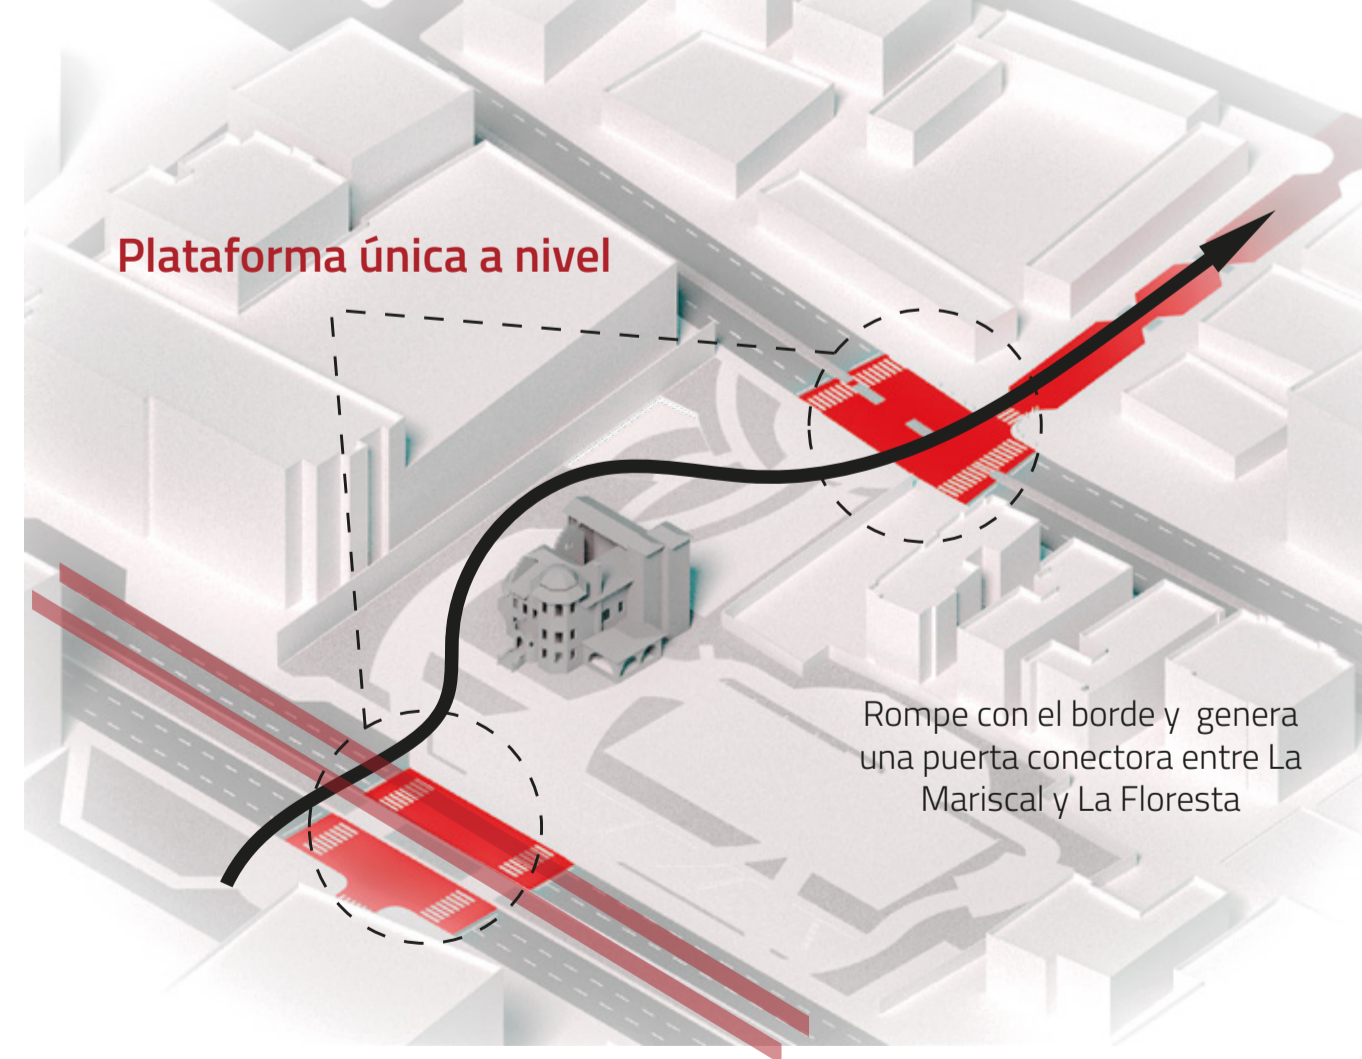 Plataforma única a nivel
Rompe con el borde y genera
una puerta conectora entre La
Mariscal y La Floresta